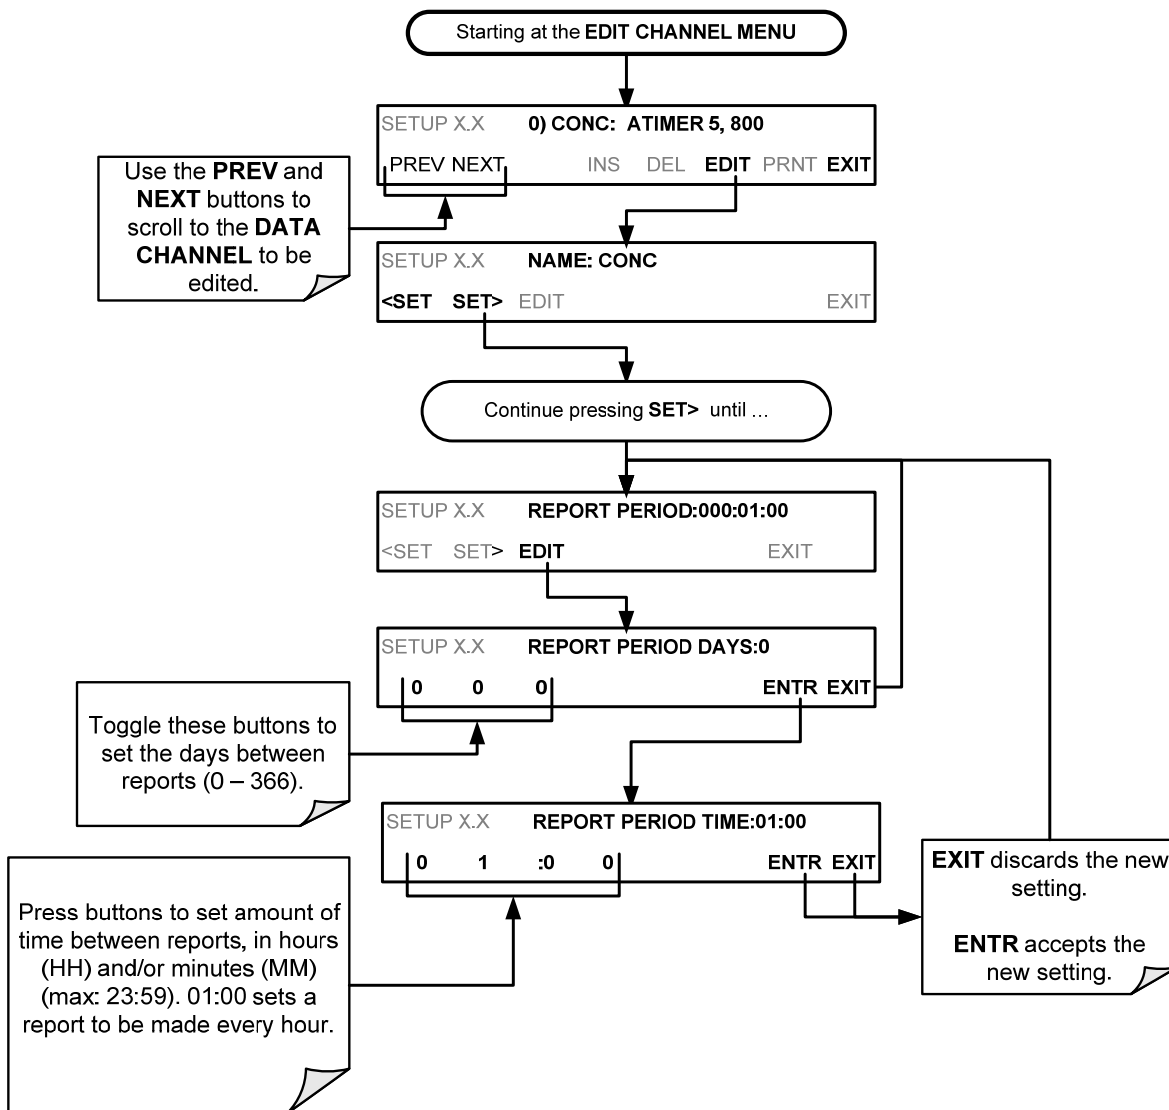 Starting at the EDIT CHANNEL MENU
SETUP X.X 0) CONC: ATIMER 5, 800
PREV NEXT INS DEL EDIT PRNT EXIT
Use the PREV and
NEXT buttons to
scroll to the DATA
CHANNEL to be
edited.
SETUP X.X NAME: CONC
<SET SET> EDIT EXIT
Continue pressing SET> until ...
SETUP X.X REPORT PERIOD:000:01:00
<SET SET> EDIT EXIT
SETUP X.X REPORT PERIOD DAYS:0
0 0 0 ENTR EXIT
Toggle these buttons to
set the days between
reports (0 – 366).
SETUP X.X REPORT PERIOD TIME:01:00
0 1 :0 0 ENTR EXIT
Press buttons to set amount of
time between reports, in hours
(HH) and/or minutes (MM)
(max: 23:59). 01:00 sets a
report to be made every hour.
EXIT discards the new
setting.
ENTR accepts the
new setting.